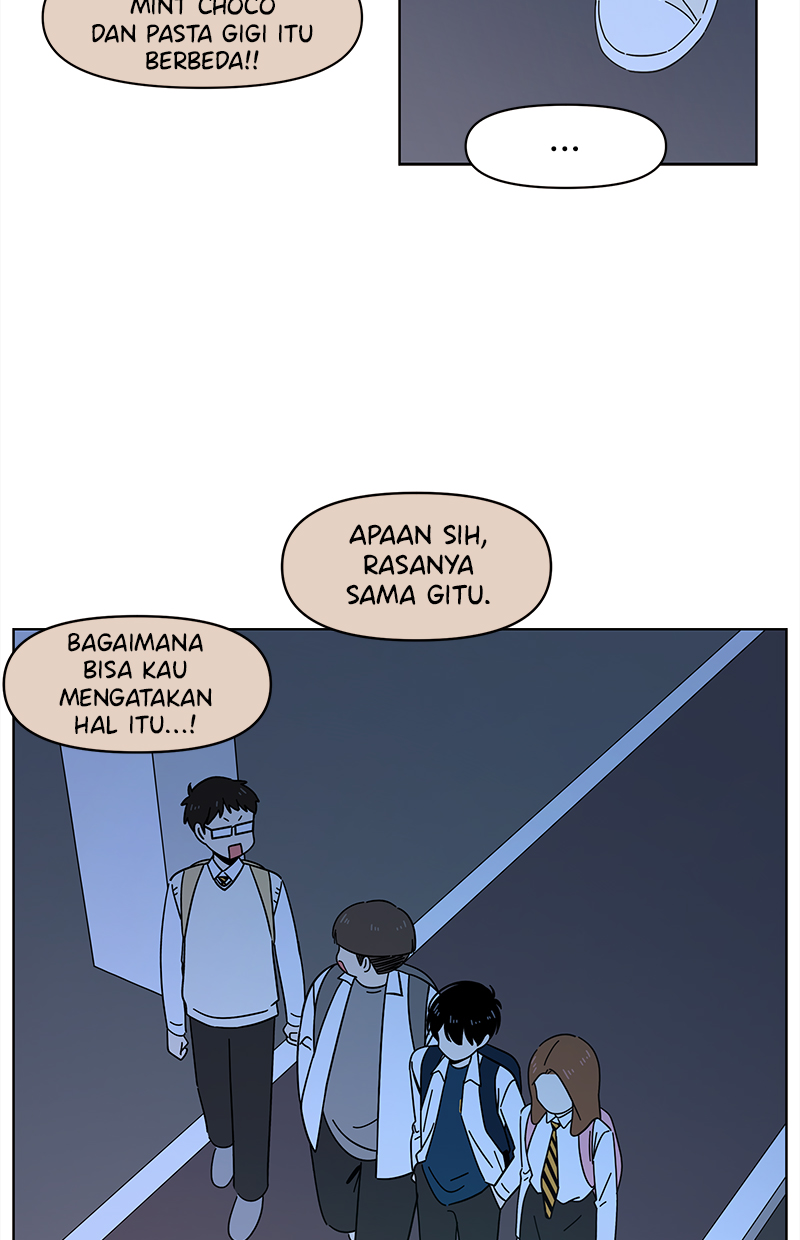 MINT CHOCO
DAN PASTA GIGI ITU
BERBEDA!!
...
APAAN SIH,
RASANYA
SAMA GITU.
BAGAIMANA
BISA KAU
MENGATAKAN
HAL ITU...!